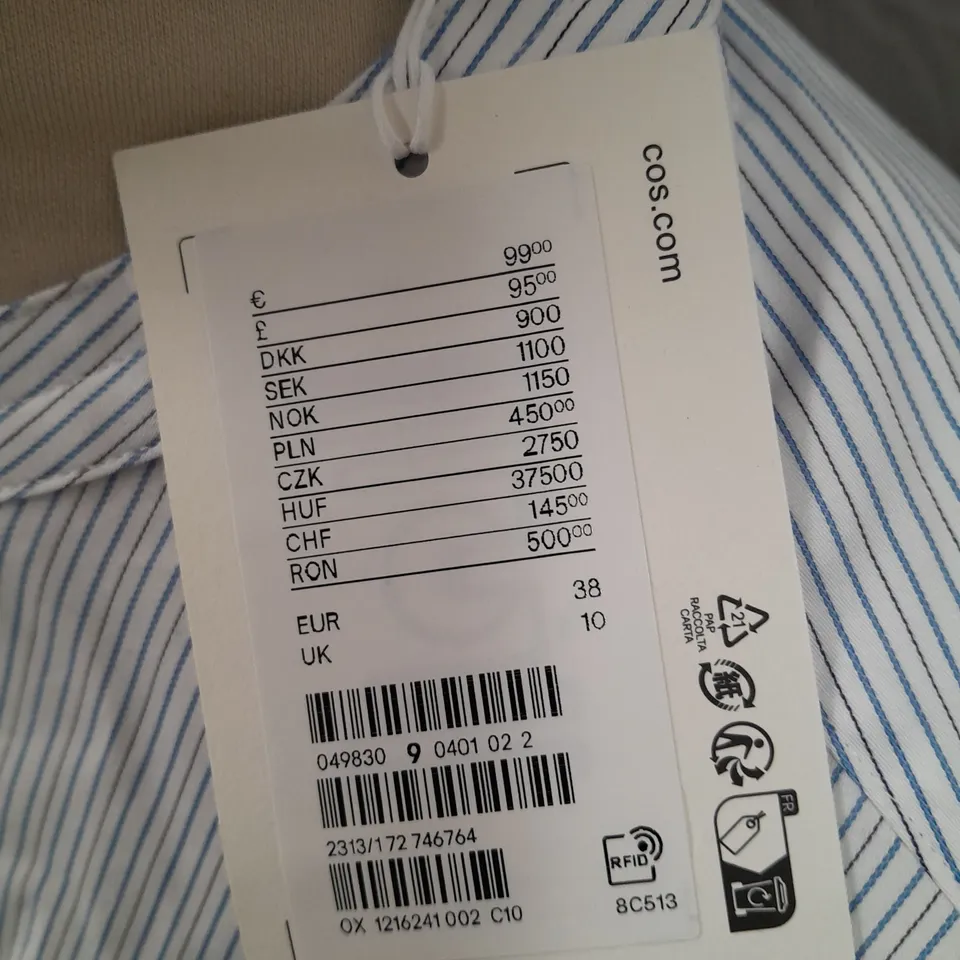 cos.com
€ 99⁰⁰
£ 95⁰⁰
DKK 900
SEK 1100
NOK 1150
PLN 450⁰⁰
CZK 2750
HUF 37500
CHF 145⁰⁰
RON 500⁰⁰
EUR 38
UK 10
049830 9 0401 02 2
2313/172 746764
OX 1216241 002 C10
RFID
8C513
21
PAP
RACCOLTA
CARTA
紙
FR